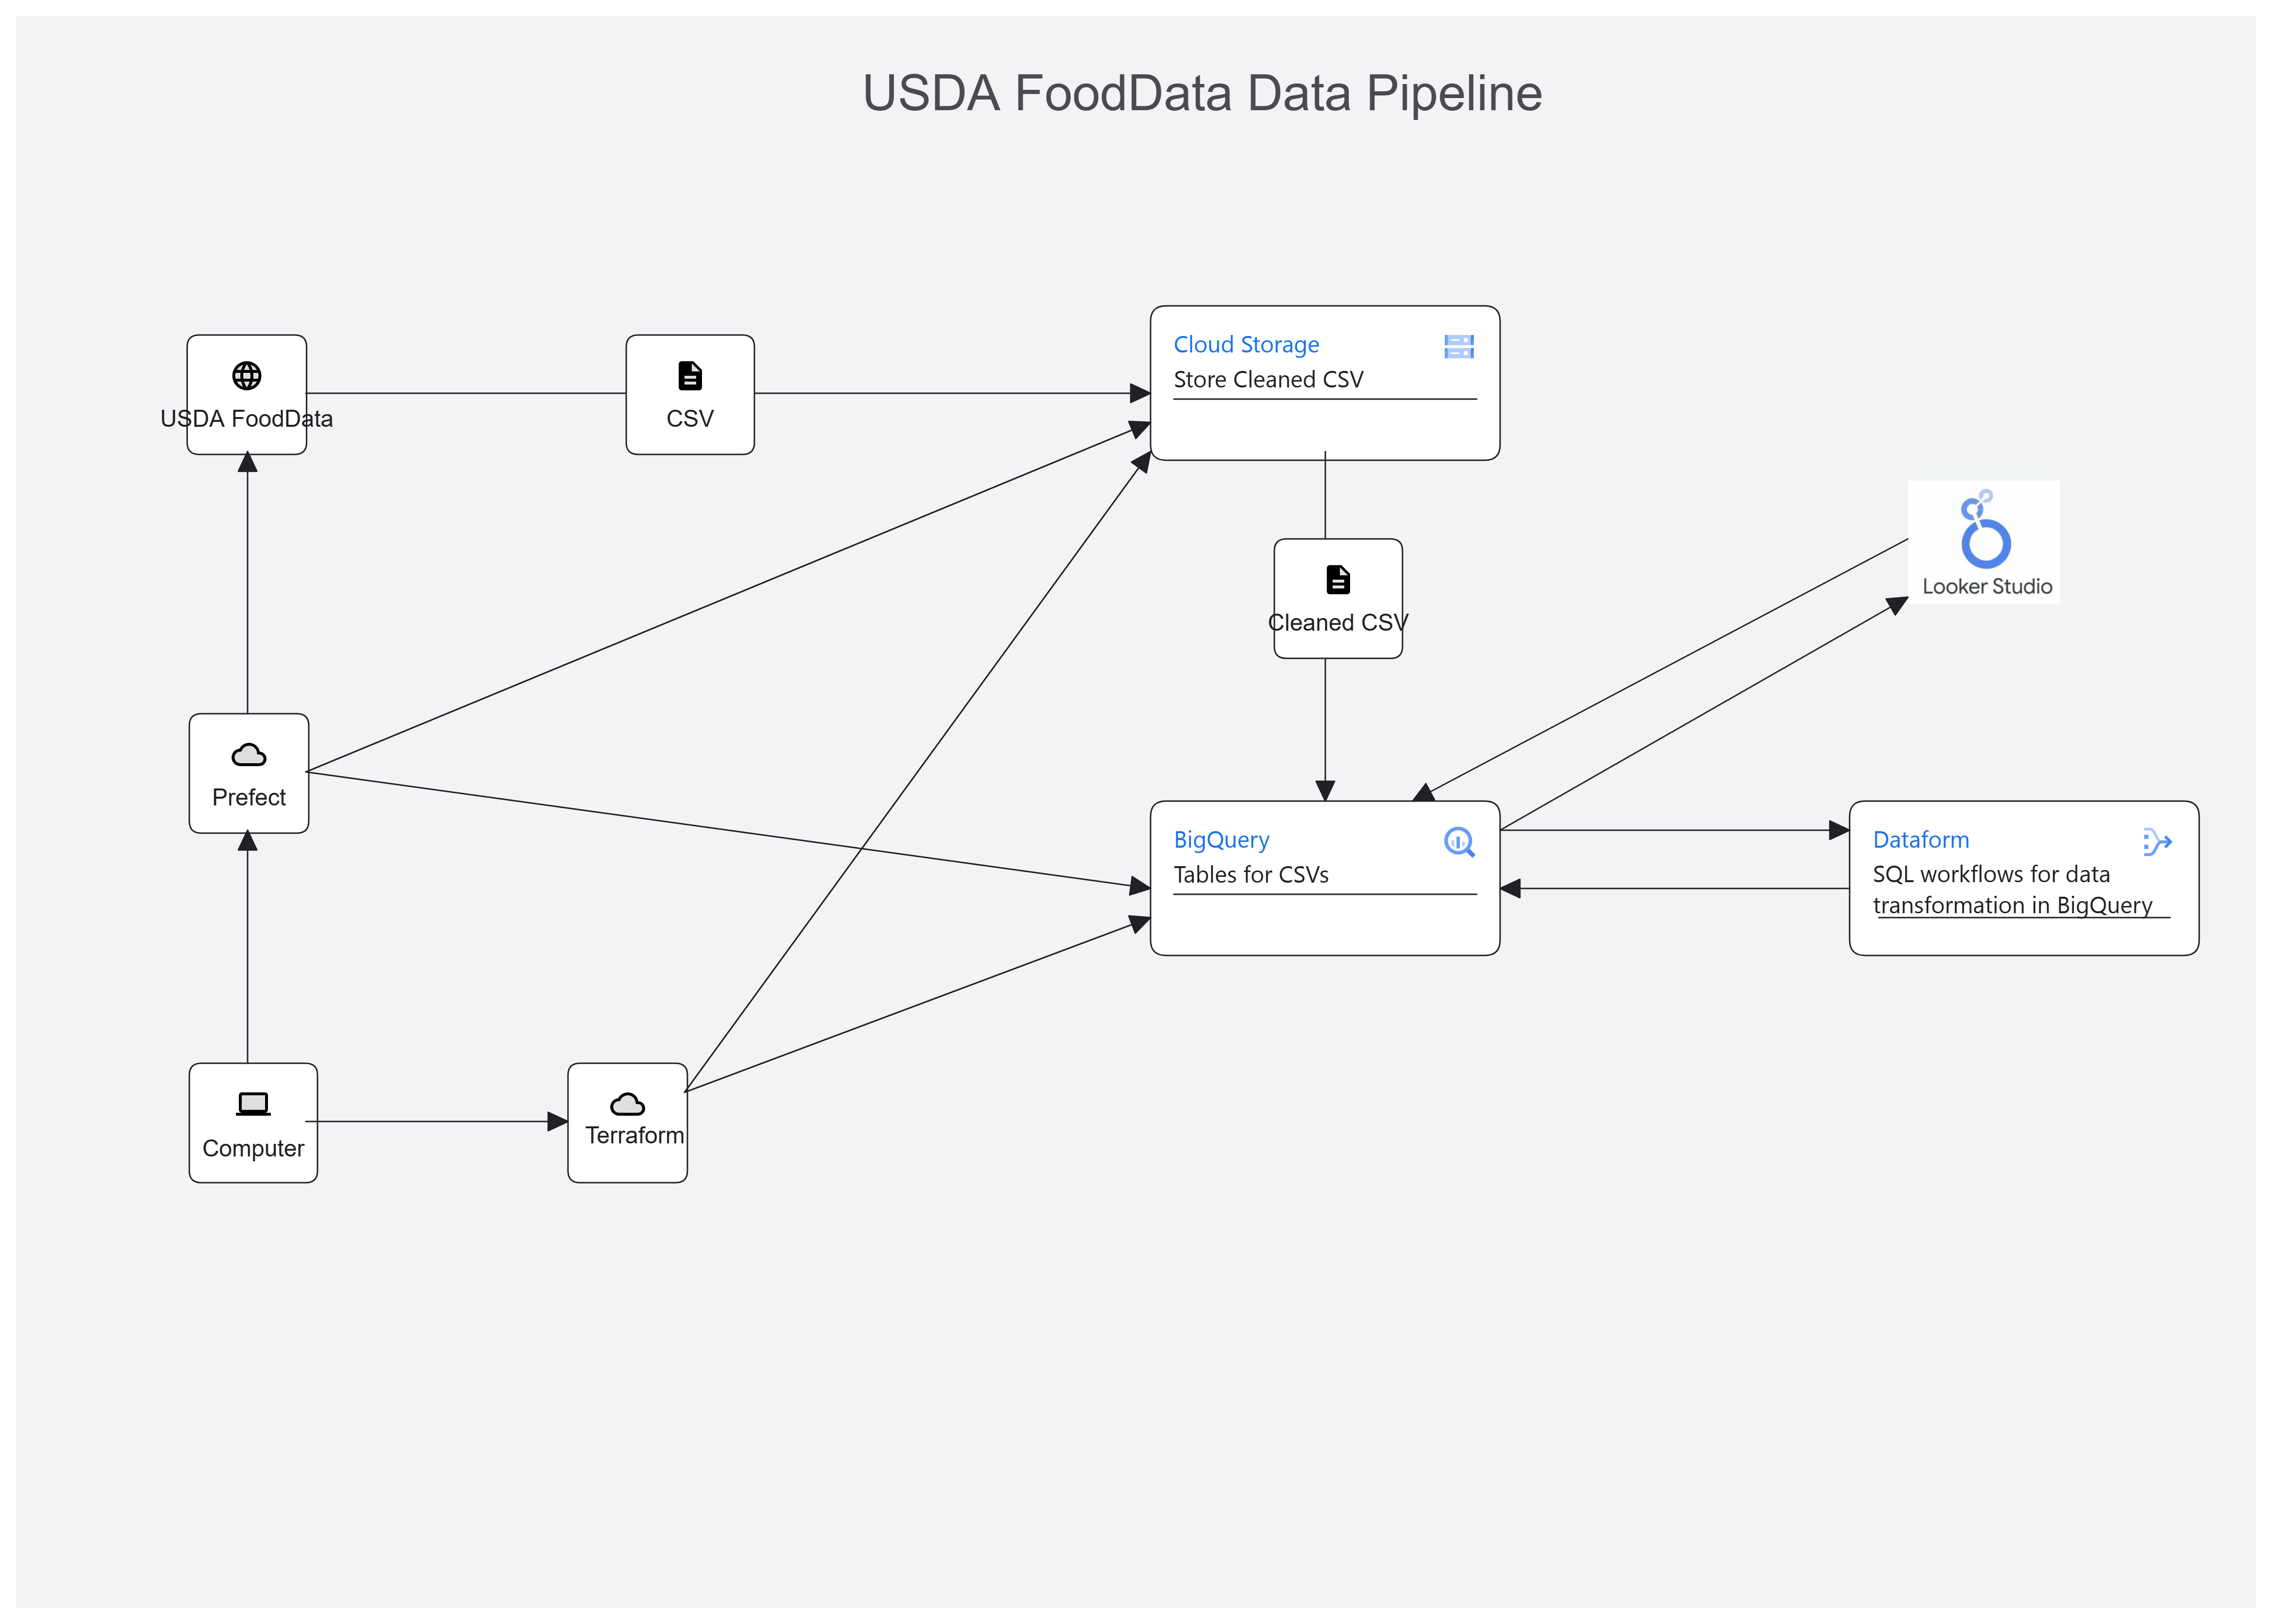 USDA FoodData Data Pipeline
USDA FoodData
CSV
Cloud Storage
Store Cleaned CSV
Cleaned CSV
Looker Studio
Prefect
BigQuery
Tables for CSVs
Dataform
SQL workflows for data
transformation in BigQuery
Computer
Terraform